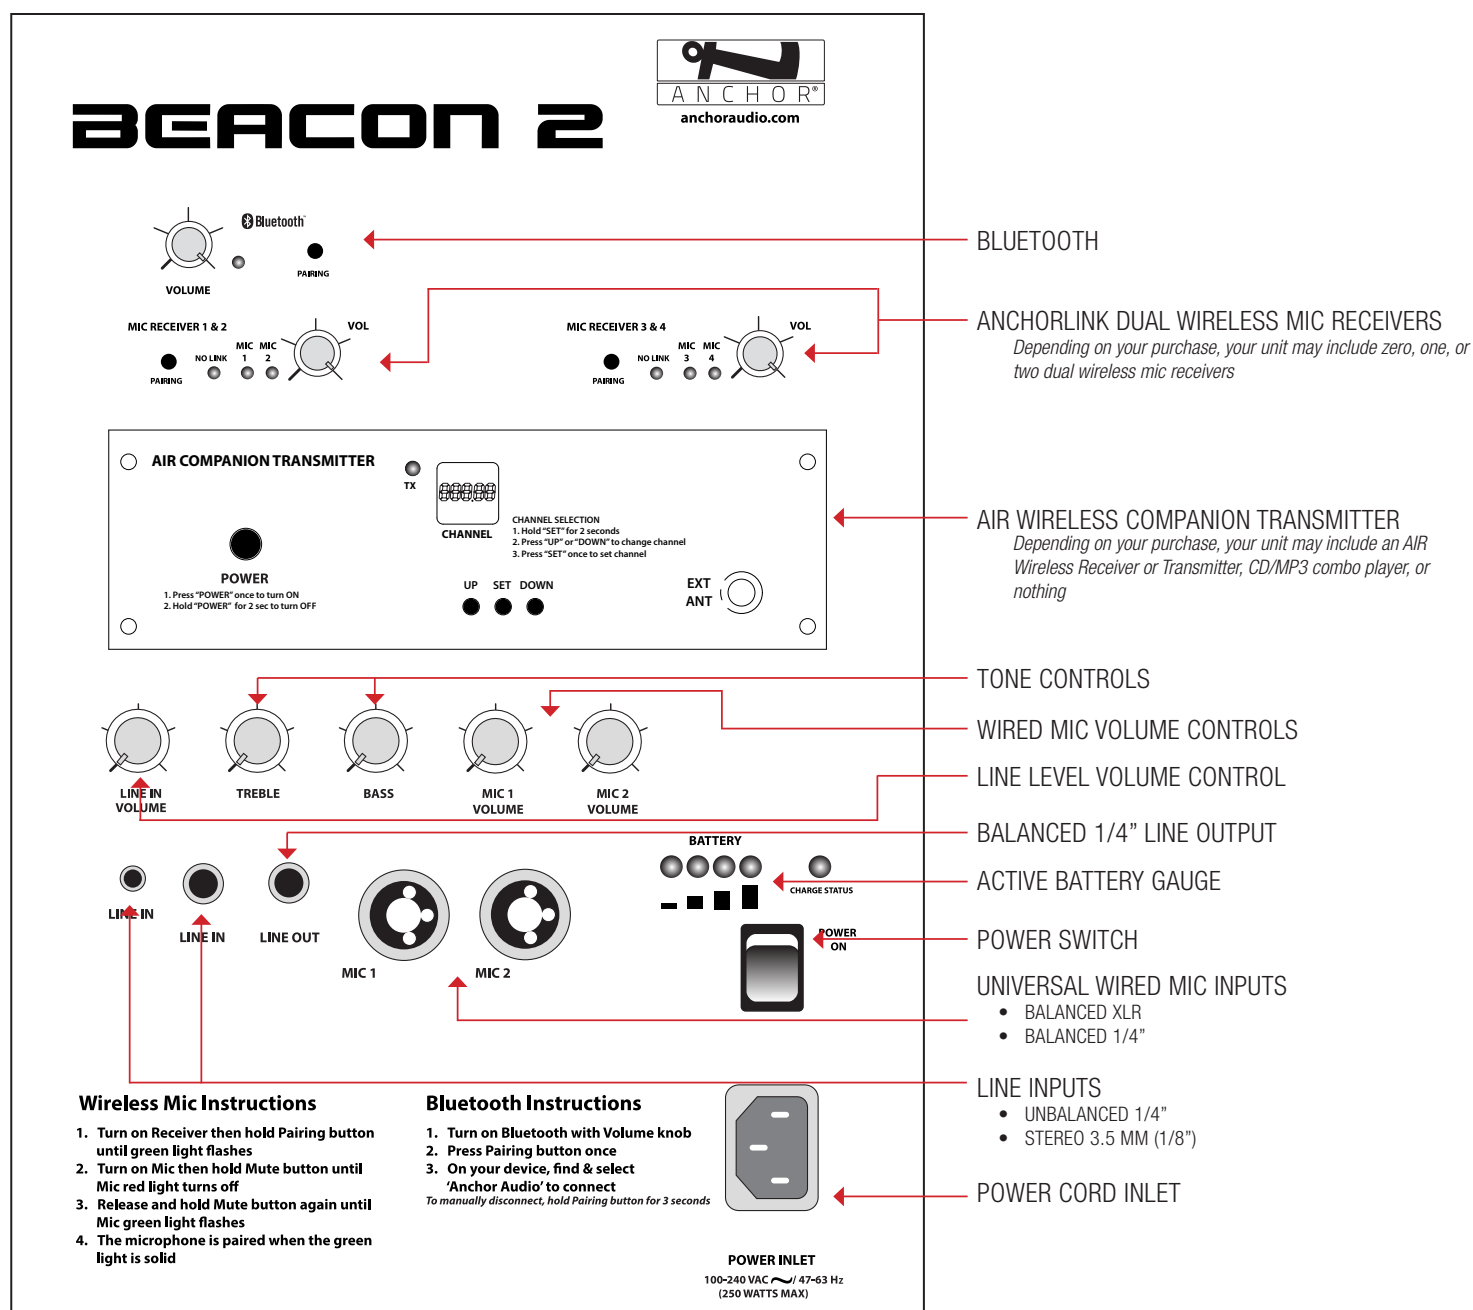 BEACON 2
ANCHOR®
anchoraudio.com
Bluetooth™
VOLUME
PAIRING
BLUETOOTH
MIC RECEIVER 1 & 2
VOL
PAIRING
NO LINK
MIC 1
MIC 2
MIC RECEIVER 3 & 4
VOL
PAIRING
NO LINK
MIC 3
MIC 4
ANCHORLINK DUAL WIRELESS MIC RECEIVERS
Depending on your purchase, your unit may include zero, one, or
two dual wireless mic receivers
AIR COMPANION TRANSMITTER
TX
CHANNEL
CHANNEL SELECTION
1. Hold "SET" for 2 seconds
2. Press "UP" or "DOWN" to change channel
3. Press "SET" once to set channel
POWER
1. Press "POWER" once to turn ON
2. Hold "POWER" for 2 sec to turn OFF
UP SET DOWN
EXT
ANT
AIR WIRELESS COMPANION TRANSMITTER
Depending on your purchase, your unit may include an AIR
Wireless Receiver or Transmitter, CD/MP3 combo player, or
nothing
TONE CONTROLS
WIRED MIC VOLUME CONTROLS
LINE LEVEL VOLUME CONTROL
LINE IN
VOLUME
TREBLE
BASS
MIC 1
VOLUME
MIC 2
VOLUME
BALANCED 1/4" LINE OUTPUT
BATTERY
CHARGE STATUS
ACTIVE BATTERY GAUGE
LINE IN
LINE IN
LINE OUT
MIC 1
MIC 2
POWER
ON
POWER SWITCH
UNIVERSAL WIRED MIC INPUTS
• BALANCED XLR
• BALANCED 1/4"
LINE INPUTS
• UNBALANCED 1/4"
• STEREO 3.5 MM (1/8")
POWER CORD INLET
Wireless Mic Instructions
1. Turn on Receiver then hold Pairing button
until green light flashes
2. Turn on Mic then hold Mute button until
Mic red light turns off
3. Release and hold Mute button again until
Mic green light flashes
4. The microphone is paired when the green
light is solid
Bluetooth Instructions
1. Turn on Bluetooth with Volume knob
2. Press Pairing button once
3. On your device, find & select
'Anchor Audio' to connect
To manually disconnect, hold Pairing button for 3 seconds
POWER INLET
100-240 VAC ~/ 47-63 Hz
(250 WATTS MAX)